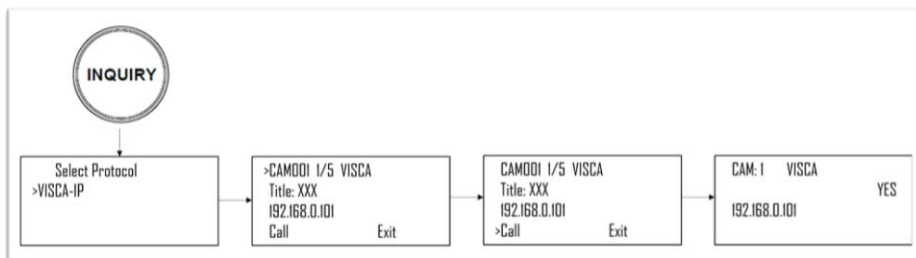 INQUIRY
Select Protocol
>VISCA-IP
>CAM001 1/5 VISCA
Title: XXX
192.168.0.101
Call Exit
CAM001 1/5 VISCA
Title: XXX
192.168.0.101
>Call Exit
CAM: 1 VISCA
YES
192.168.0.101